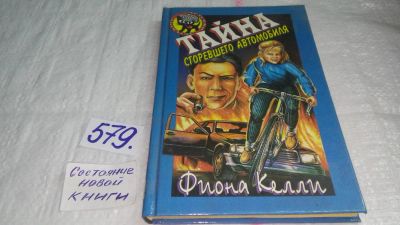 ТАЙНА
СГОРЕВШЕГО АВТОМОБИЛЯ
Фиона Келли
579.
Состояние
новой
книги